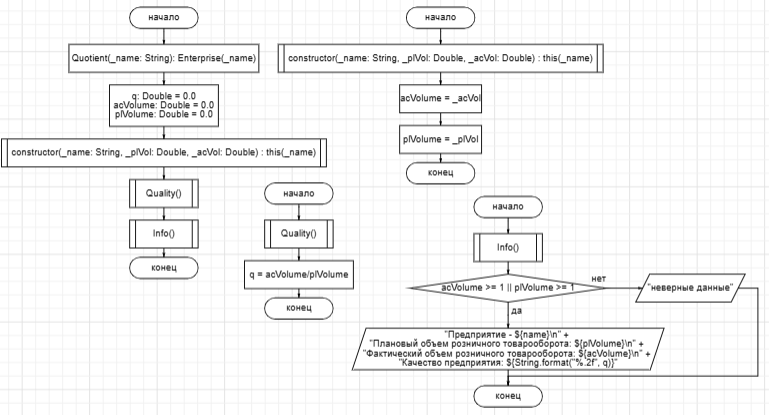 начало
Quotient(_name: String): Enterprise(_name)
q: Double = 0.0
acVolume: Double = 0.0
plVolume: Double = 0.0
constructor(_name: String, _plVol: Double, _acVol: Double) : this(_name)
Quality()
Info()
конец
начало
constructor(_name: String, _plVol: Double, _acVol: Double) : this(_name)
acVolume = _acVol
plVolume = _plVol
конец
начало
Quality()
q = acVolume/plVolume
конец
начало
Info()
acVolume >= 1 || plVolume >= 1
нет
"неверные данные"
да
"Предприятие - ${name}\n" +
"Плановый объем розничного товарооборота: ${plVolume}\n" +
"Фактический объем розничного товарооборота: ${acVolume}\n" +
"Качество предприятия: ${String.format("%.2f", q)}"
конец